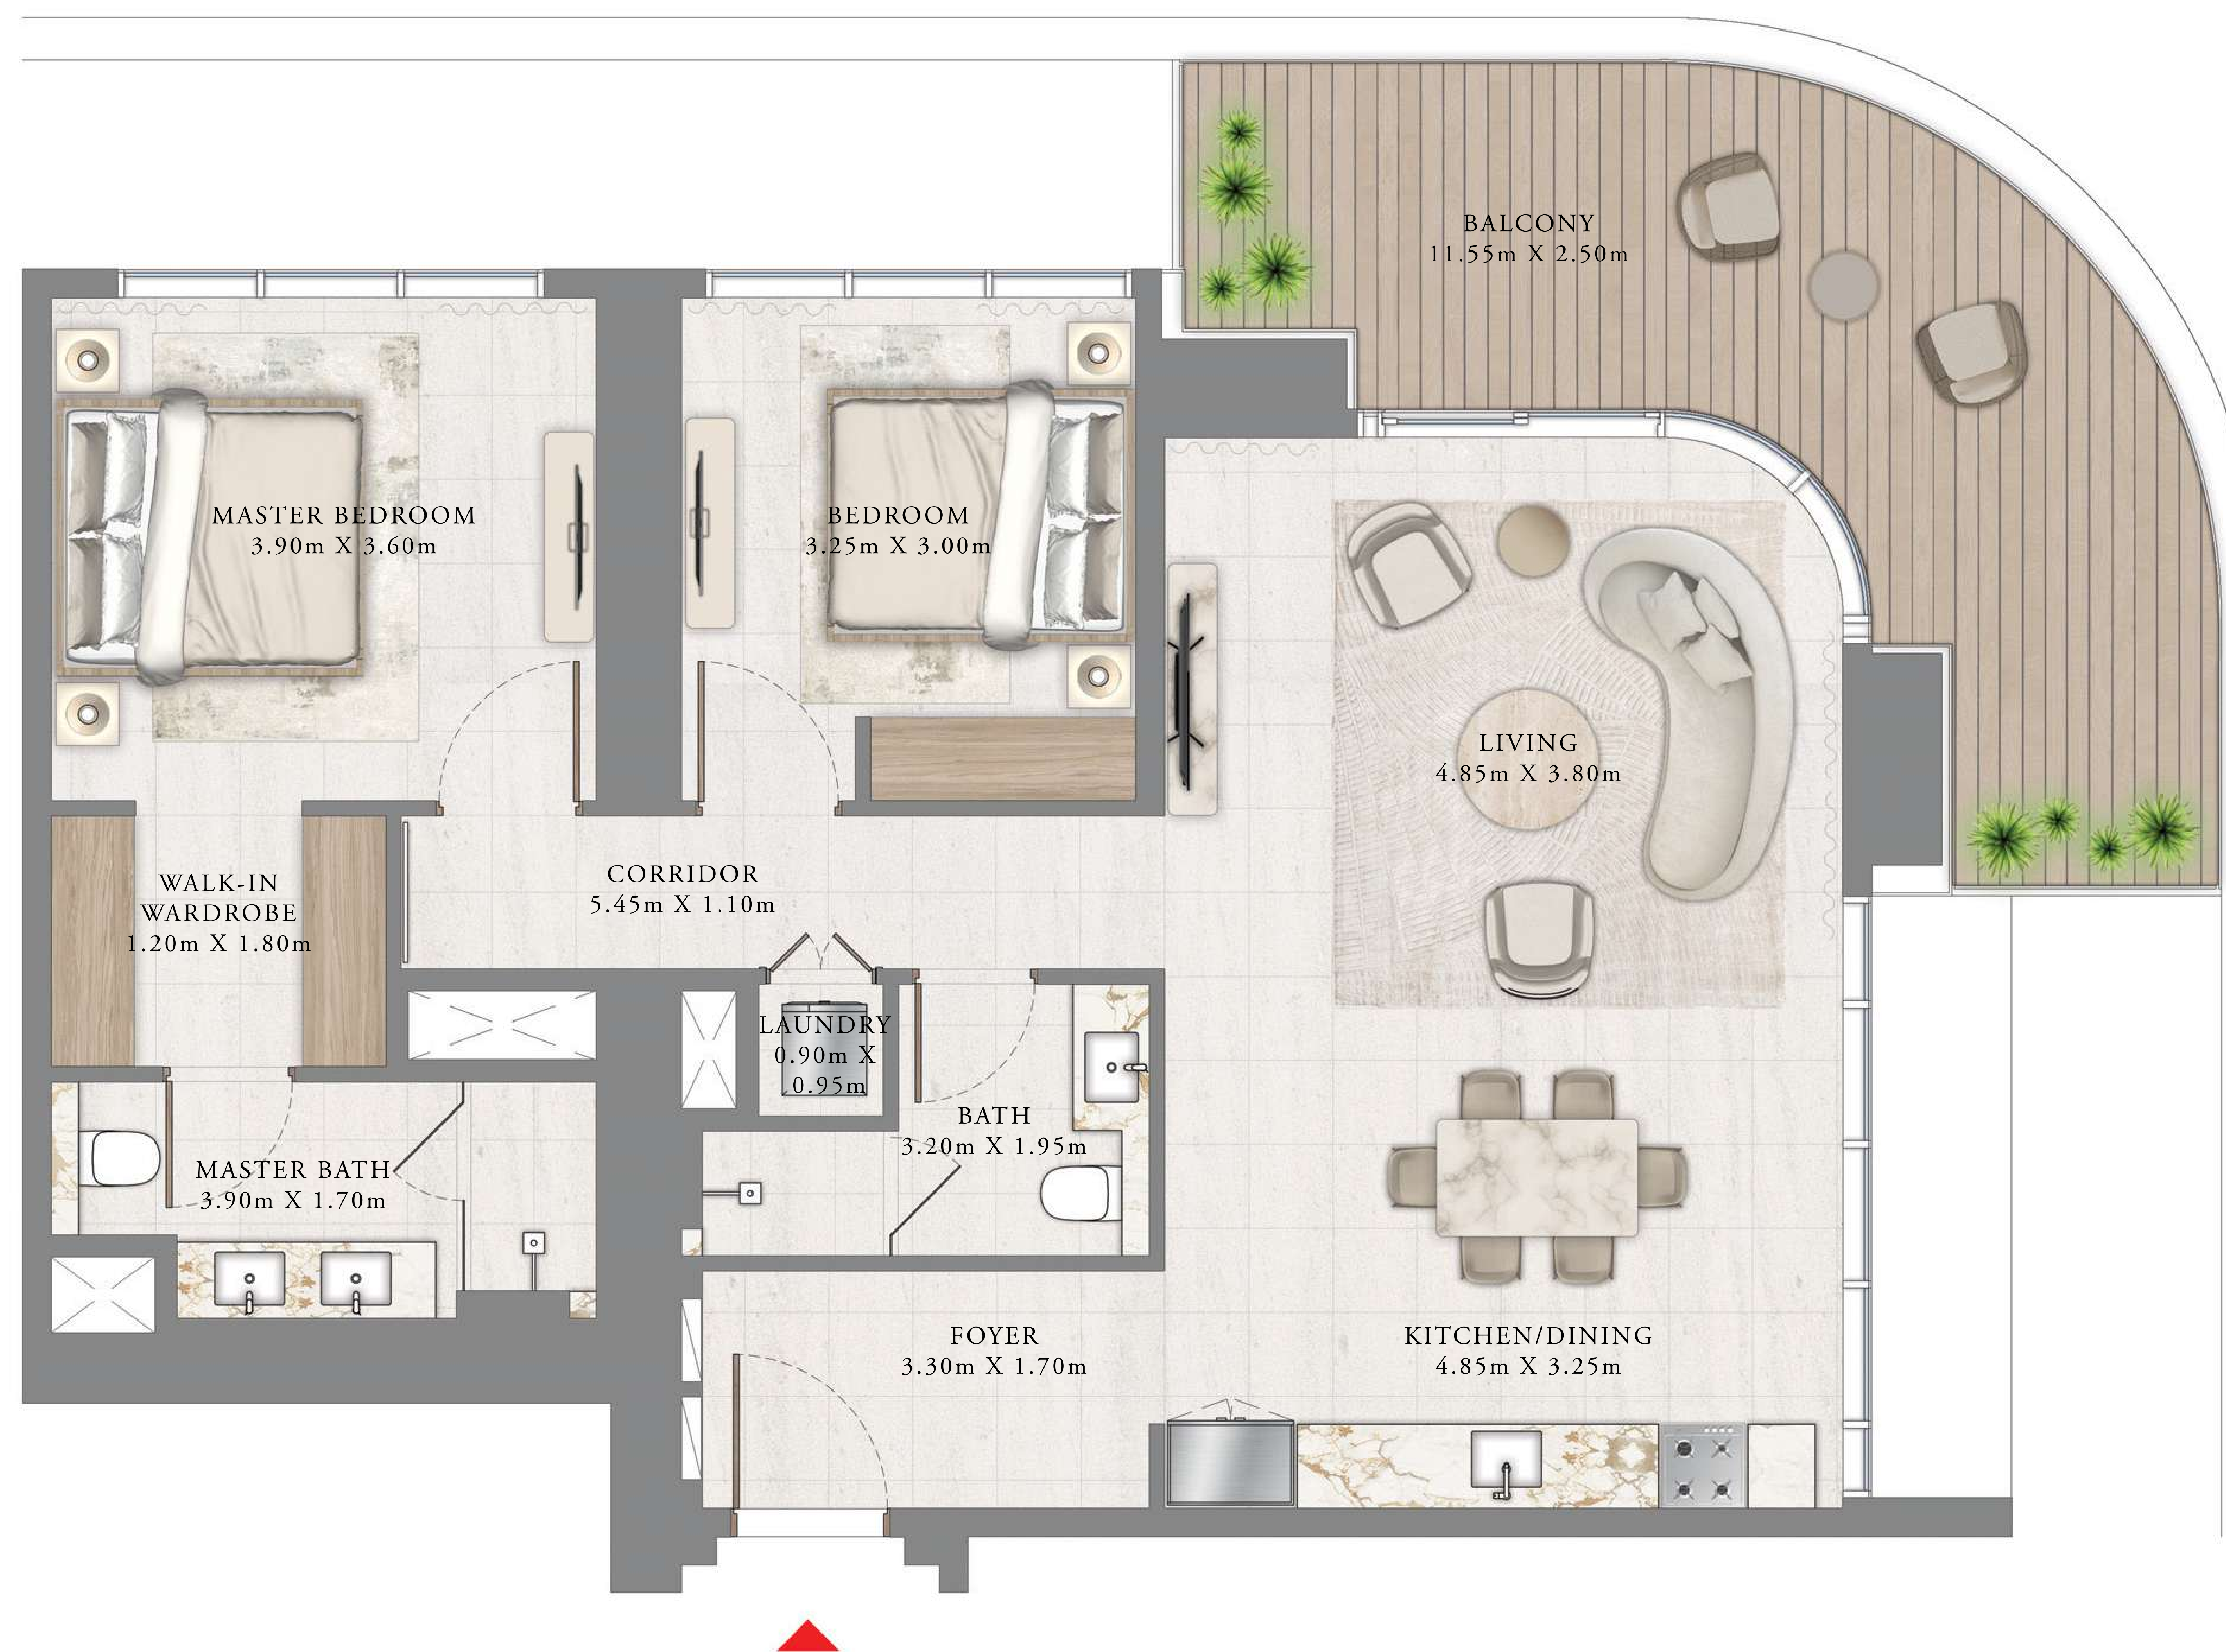 BALCONY
11.55m X 2.50m
MASTER BEDROOM
3.90m X 3.60m
BEDROOM
3.25m X 3.00m
LIVING
4.85m X 3.80m
CORRIDOR
5.45m X 1.10m
WALK-IN
WARDROBE
1.20m X 1.80m
LAUNDRY
0.90m X
0.95m
BATH
3.20m X 1.95m
MASTER BATH
3.90m X 1.70m
FOYER
3.30m X 1.70m
KITCHEN/DINING
4.85m X 3.25m